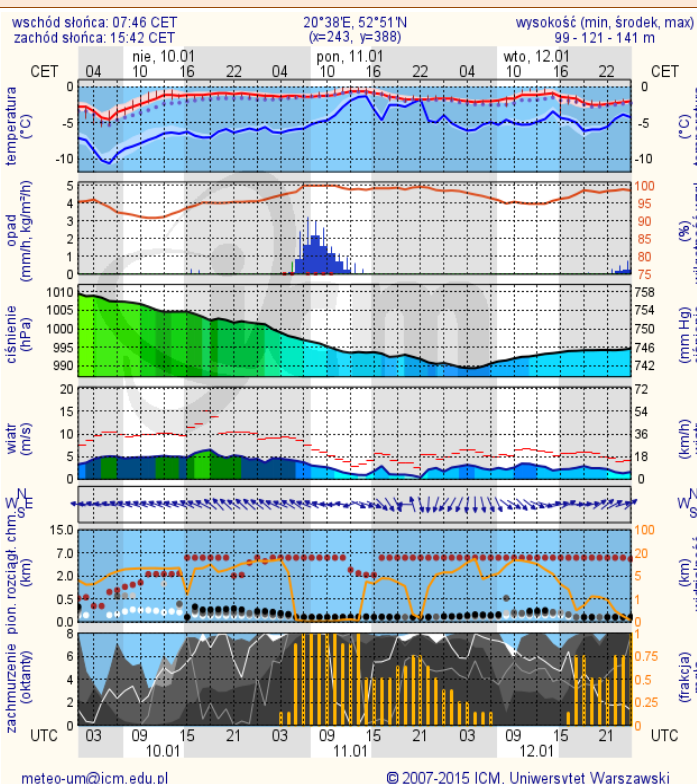 wschód słońca: 07:46 CET
zachód słońca: 15:42 CET
20°38'E, 52°51'N
(x=243, y=388)
wysokość (min, środek, max)
99 - 121 - 141 m
nie, 10.01 pon, 11.01 wto, 12.01
CET 04 10 16 22 04 10 16 22 04 10 16 22 CET
temperatura
(°C)
0
-5
-10
0
-5
-10
(°C)
opad
(mm/h, kg/m²/h)
5
4
3
2
1
0
100
95
90
85
80
75
(%)
ciśnienie
(hPa)
1010
1005
1000
995
990
758
754
750
746
742
(mm Hg)
wiatr
(m/s)
20
15
10
5
0
72
54
36
18
0
(km/h)
N
W E
S
N
W
S
pion. rozciągł. chm.
(km)
15.0
7.0
2.0
0.5
0.0
100
20
5
1
0
(km)
zachmurzenie
(oktanty)
8
6
4
2
0
1
0.75
0.5
0.25
0
(frakcja)
UTC 03 09 15 21 03 09 15 21 03 09 15 21 UTC
10.01 11.01 12.01
meteo-um@icm.edu.pl
© 2007-2015 ICM, Uniwersytet Warszawski